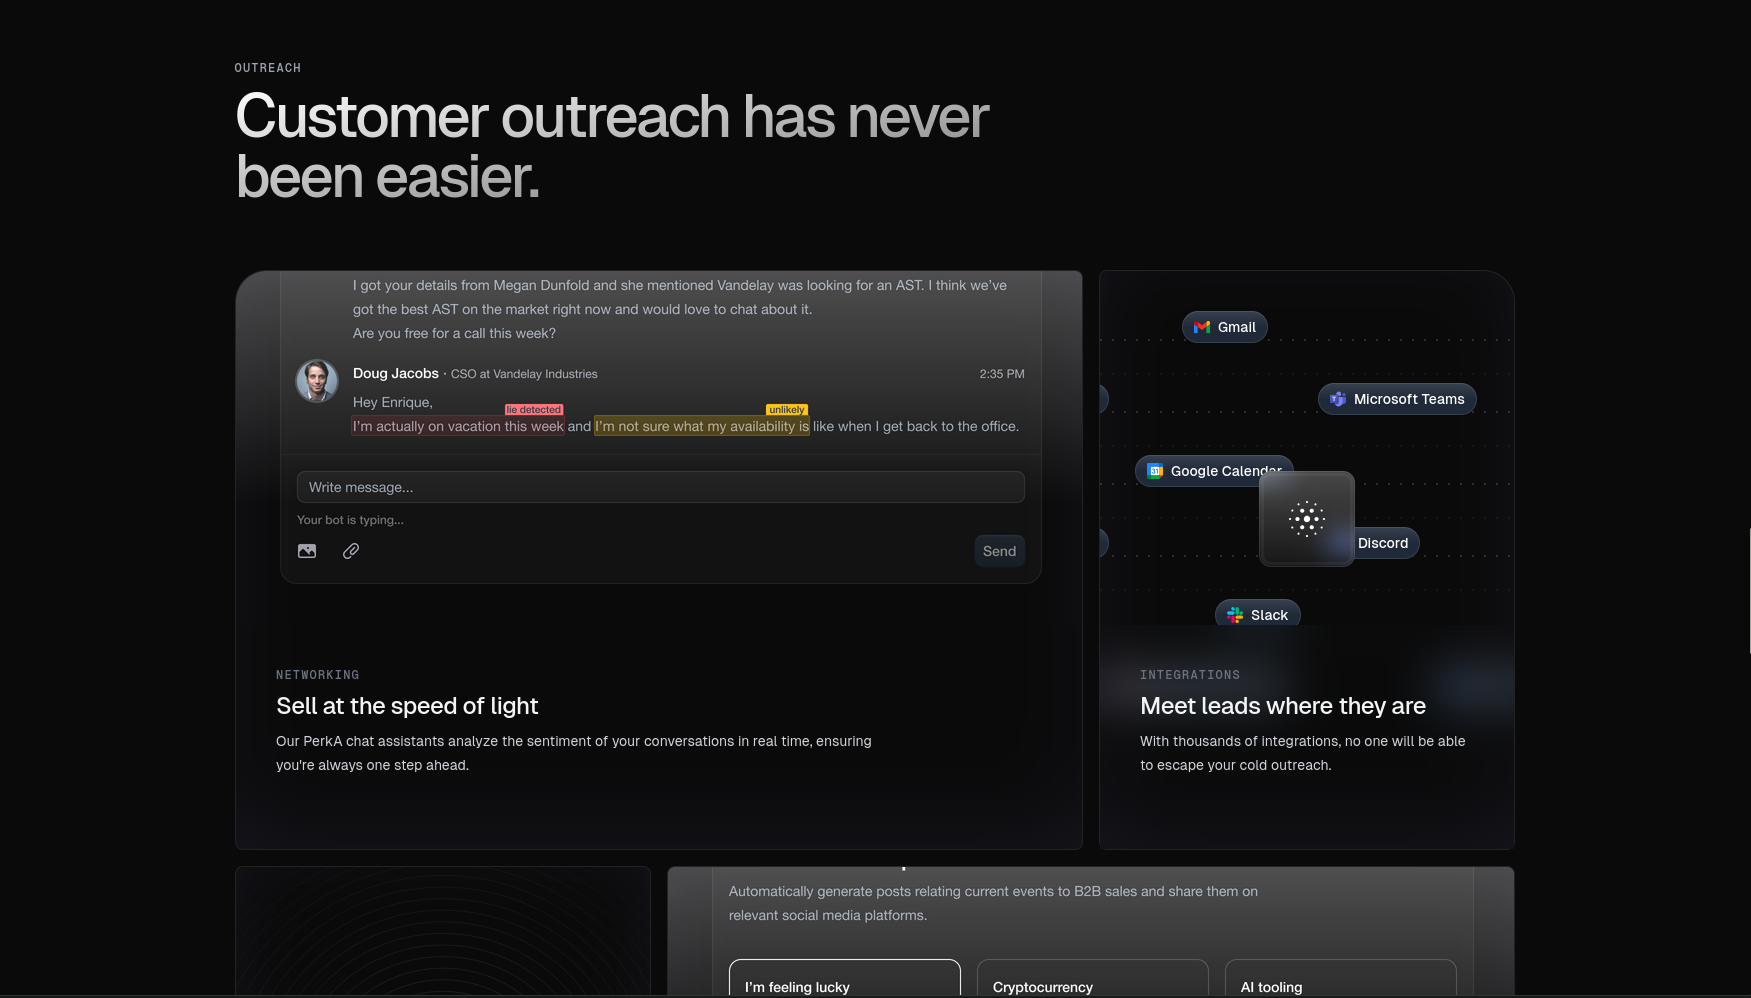 OUTREACH
Customer outreach has never
been easier.
I got your details from Megan Dunfold and she mentioned Vandelay was looking for an AST. I think we've
got the best AST on the market right now and would love to chat about it.
Are you free for a call this week?
Doug Jacobs · CSO at Vandelay Industries 2:35 PM
Hey Enrique,
lie detected unlikely
I'm actually on vacation this week and I'm not sure what my availability is like when I get back to the office.
Write message...
Your bot is typing...
Send
NETWORKING
Sell at the speed of light
Our PerkA chat assistants analyze the sentiment of your conversations in real time, ensuring
you're always one step ahead.
Gmail
Microsoft Teams
31 Google Calendar
Discord
Slack
INTEGRATIONS
Meet leads where they are
With thousands of integrations, no one will be able
to escape your cold outreach.
Automatically generate posts relating current events to B2B sales and share them on
relevant social media platforms.
I'm feeling lucky
Cryptocurrency
AI tooling